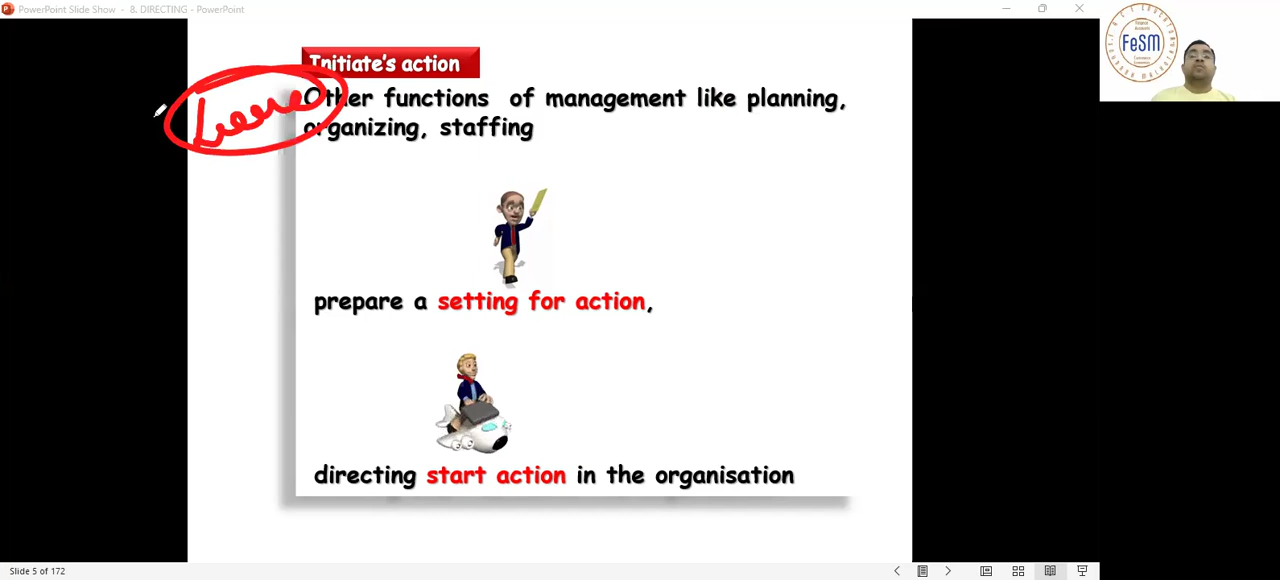 PowerPoint Slide Show - 8. DIRECTING - PowerPoint
FeSM
Initiate's action
Other functions of management like planning,
organizing, staffing
prepare a setting for action,
directing start action in the organisation
Slide 5 of 172